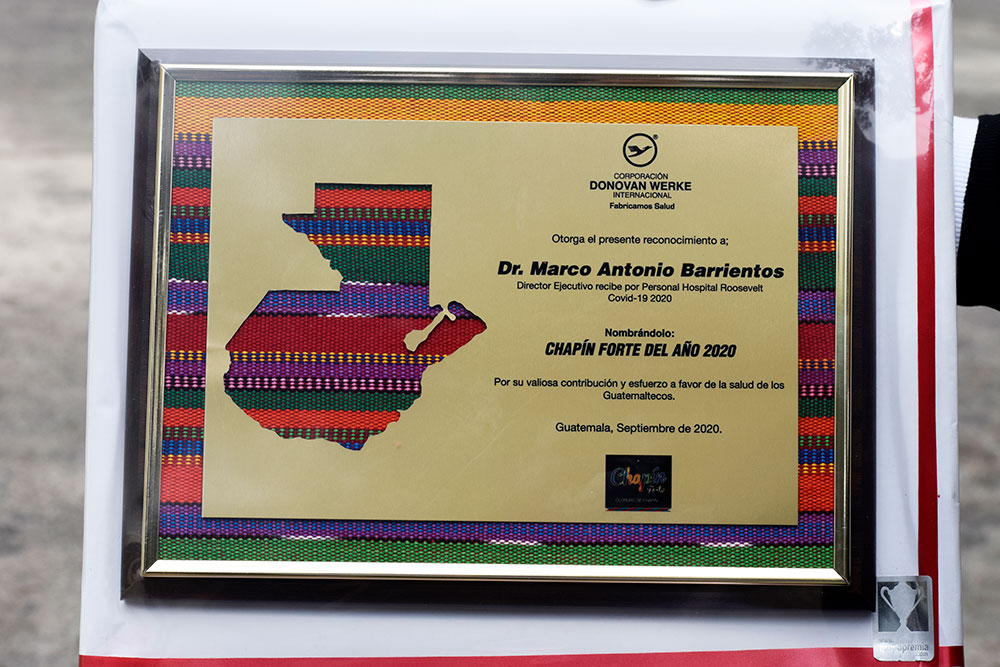 ®
CORPORACIÓN
DONOVAN WERKE
INTERNACIONAL
Fabricamos Salud
Otorga el presente reconocimiento a;
Dr. Marco Antonio Barrientos
Director Ejecutivo recibe por Personal Hospital Roosevelt
Covid-19 2020
Nombrándolo:
CHAPÍN FORTE DEL AÑO 2020
Por su valiosa contribución y esfuerzo a favor de la salud de los
Guatemaltecos.
Guatemala, Septiembre de 2020.
Chapín
Forte